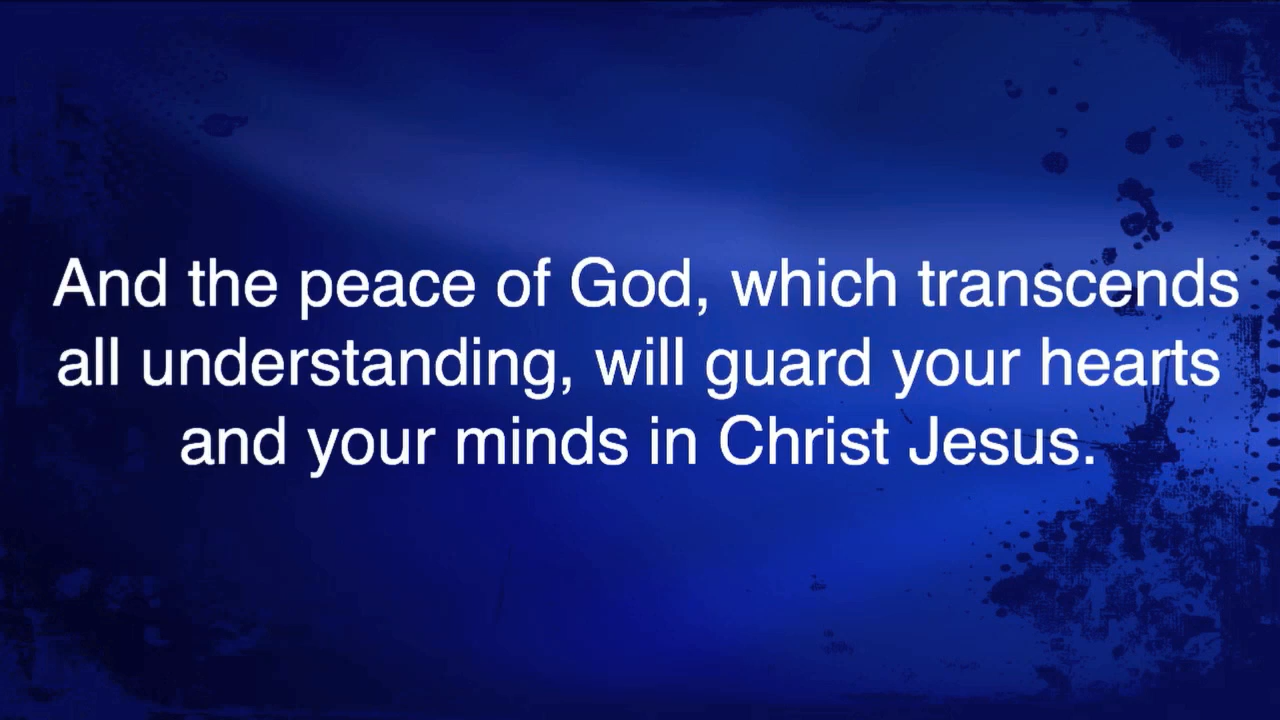 And the peace of God, which transcends
all understanding, will guard your hearts
and your minds in Christ Jesus.